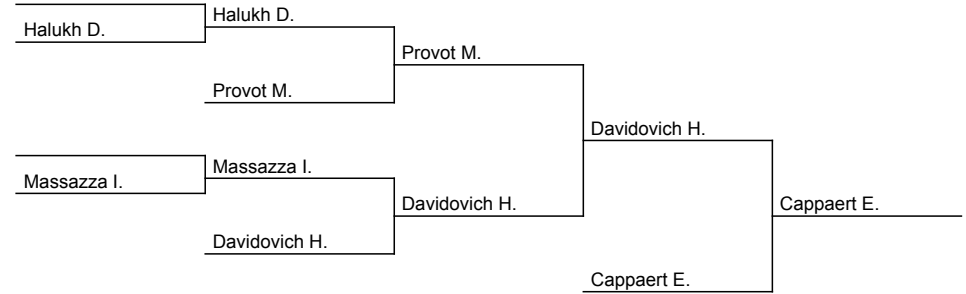 Halukh D.
Halukh D.
Provot M.
Provot M.
Massazza I.
Massazza I.
Davidovich H.
Davidovich H.
Davidovich H.
Cappaert E.
Cappaert E.